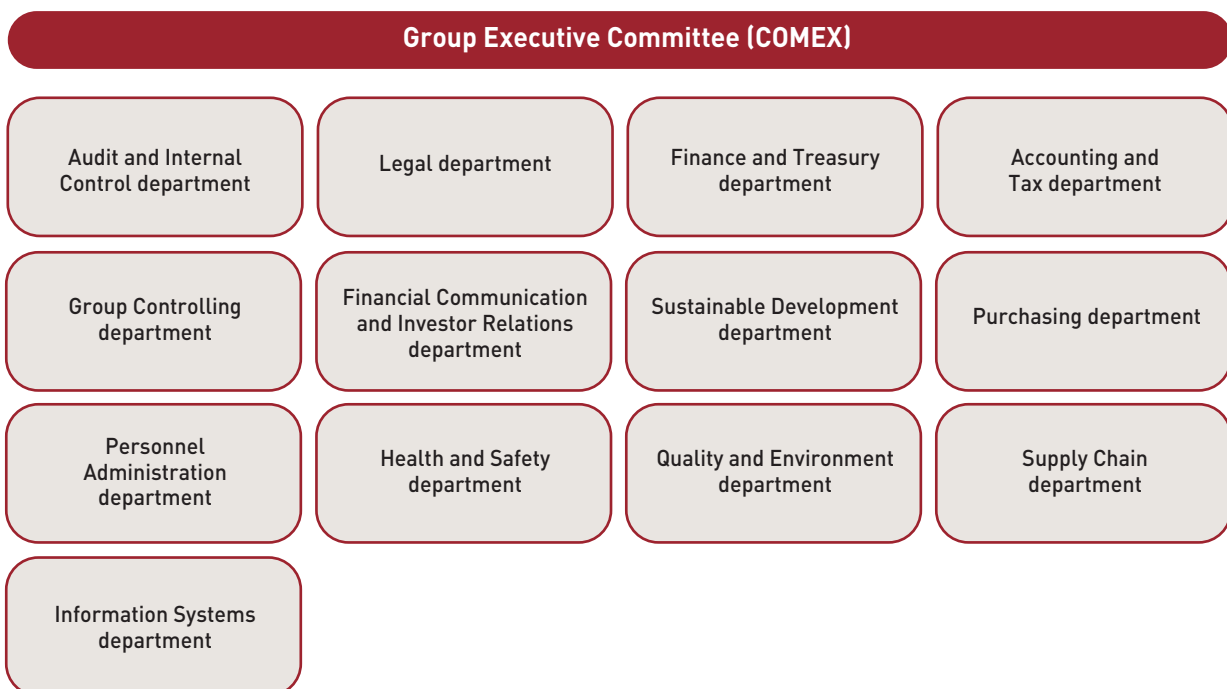 Group Executive Committee (COMEX)
Audit and Internal
Control department
Legal department
Finance and Treasury
department
Accounting and
Tax department
Group Controlling
department
Financial Communication
and Investor Relations
department
Sustainable Development
department
Purchasing department
Personnel
Administration
department
Health and Safety
department
Quality and Environment
department
Supply Chain
department
Information Systems
department